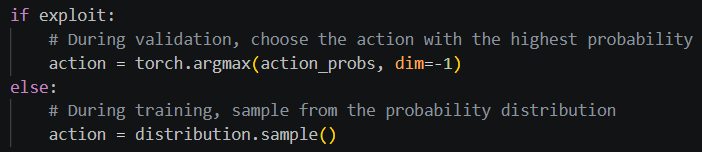 if exploit:
    # During validation, choose the action with the highest probability
    action = torch.argmax(action_probs, dim=-1)
else:
    # During training, sample from the probability distribution
    action = distribution.sample()